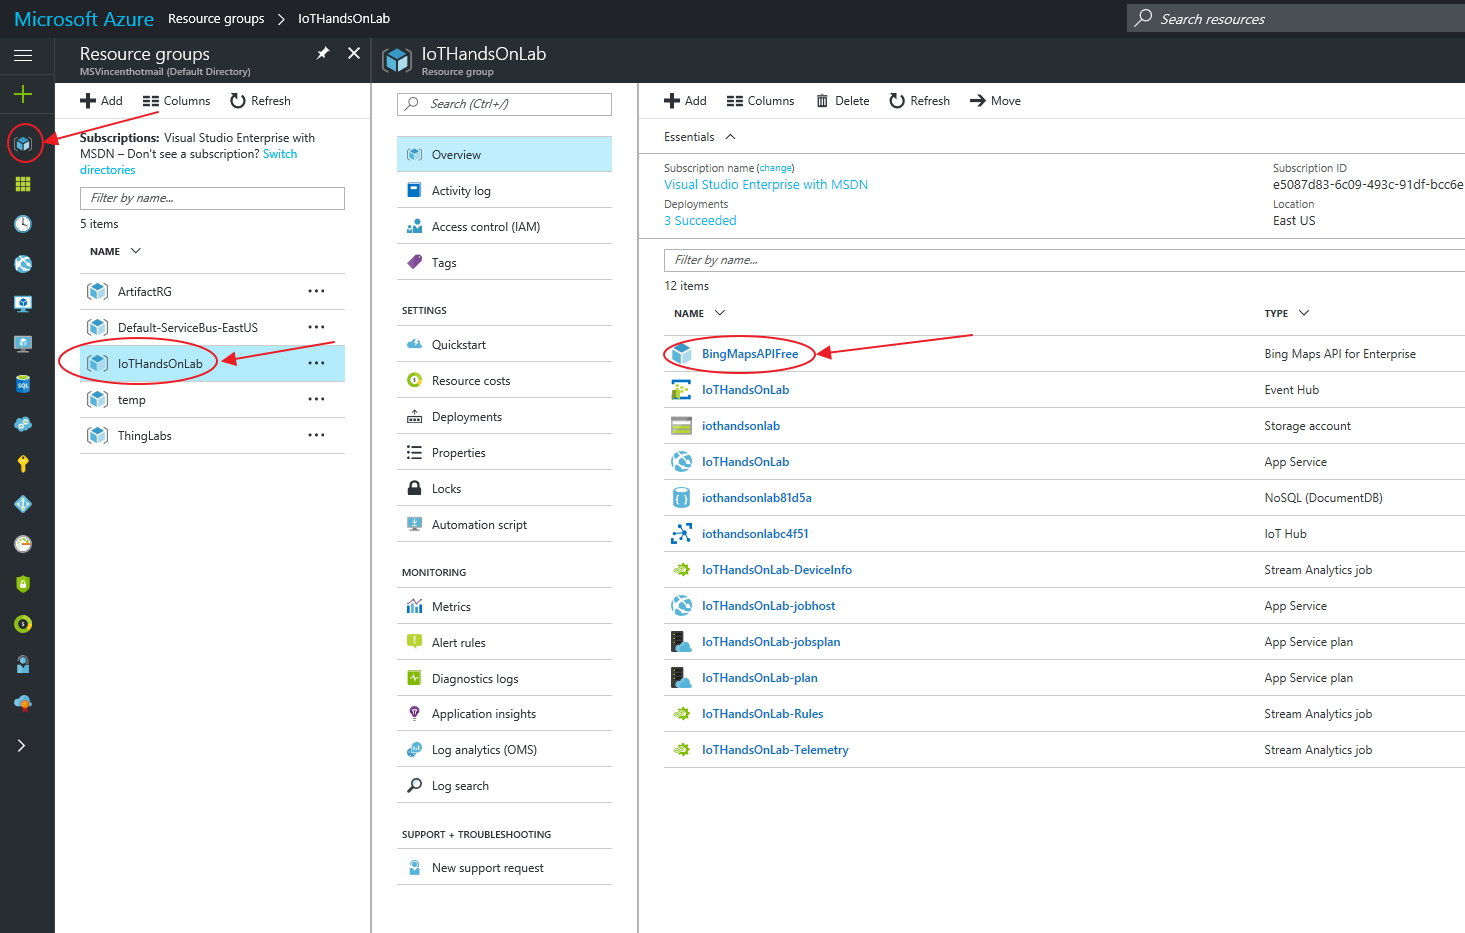 Microsoft Azure Resource groups > IoTHandsOnLab
Search resources
Resource groups
MSVincenthotmail (Default Directory)
Add Columns Refresh
Subscriptions: Visual Studio Enterprise with
MSDN – Don't see a subscription? Switch
directories
Filter by name...
5 items
NAME
ArtifactRG
Default-ServiceBus-EastUS
IoTHandsOnLab
temp
ThingLabs
SQL
IoTHandsOnLab
Resource group
Search (Ctrl+/)
Overview
Activity log
Access control (IAM)
Tags
SETTINGS
Quickstart
Resource costs
Deployments
Properties
Locks
Automation script
MONITORING
Metrics
Alert rules
Diagnostics logs
Application insights
Log analytics (OMS)
Log search
SUPPORT + TROUBLESHOOTING
New support request
Add Columns Delete Refresh Move
Essentials
Subscription name (change)
Visual Studio Enterprise with MSDN
Deployments
3 Succeeded
Subscription ID
e5087d83-6c09-493c-91df-bcc6e
Location
East US
Filter by name...
12 items
NAME TYPE
BingMapsAPIFree Bing Maps API for Enterprise
IoTHandsOnLab Event Hub
iothandsonlab Storage account
IoTHandsOnLab App Service
iothandsonlab81d5a NoSQL (DocumentDB)
iothandsonlabc4f51 IoT Hub
IoTHandsOnLab-DeviceInfo Stream Analytics job
IoTHandsOnLab-jobhost App Service
IoTHandsOnLab-jobsplan App Service plan
IoTHandsOnLab-plan App Service plan
IoTHandsOnLab-Rules Stream Analytics job
IoTHandsOnLab-Telemetry Stream Analytics job